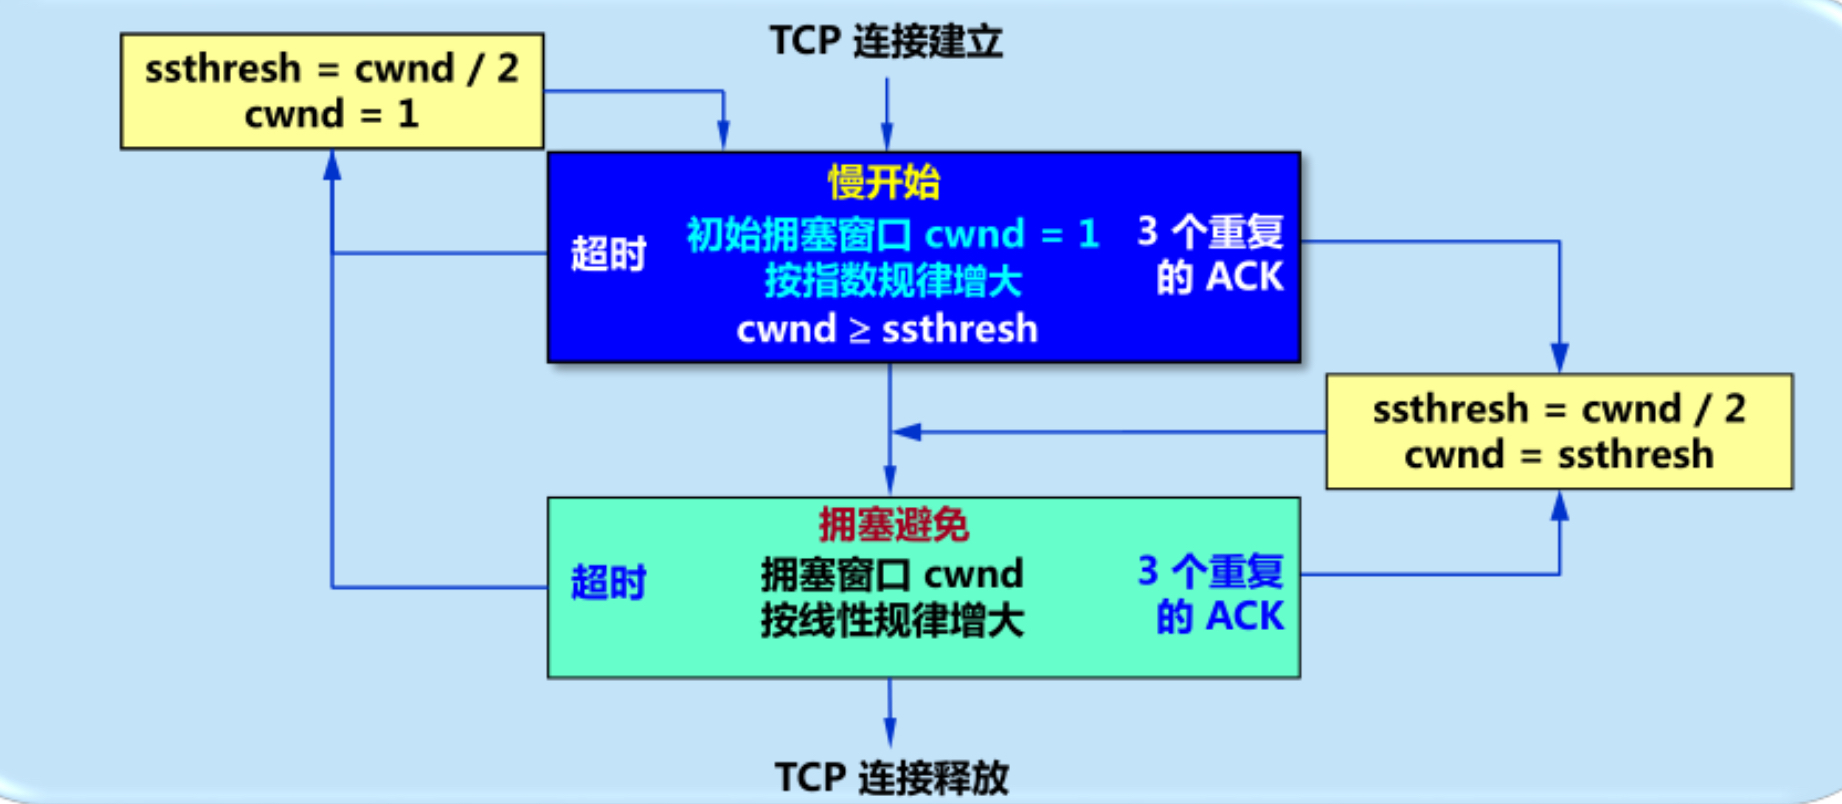 TCP 连接建立
ssthresh = cwnd / 2
cwnd = 1
慢开始
超时
初始拥塞窗口 cwnd = 1
按指数规律增大
cwnd ≥ ssthresh
3 个重复
的 ACK
ssthresh = cwnd / 2
cwnd = ssthresh
拥塞避免
超时
拥塞窗口 cwnd
按线性规律增大
3 个重复
的 ACK
TCP 连接释放